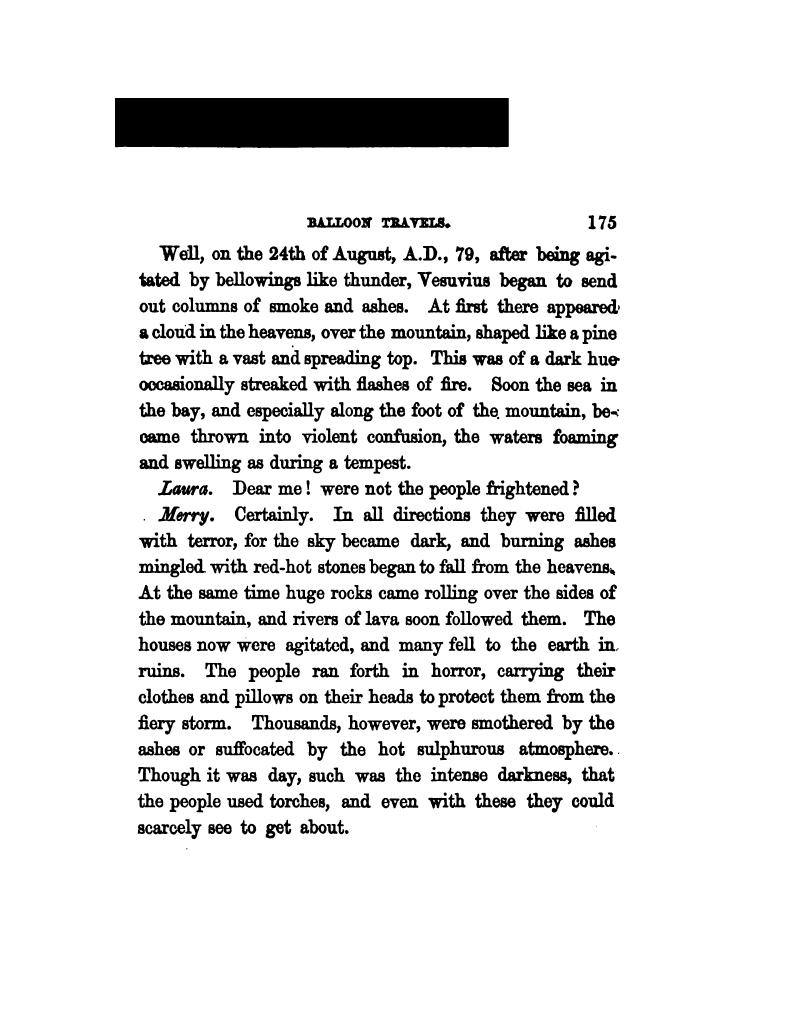 BALLOON TRAVELS. 175
Well, on the 24th of August, A.D., 79, after being agi-
tated by bellowings like thunder, Vesuvius began to send
out columns of smoke and ashes. At first there appeared
a cloud in the heavens, over the mountain, shaped like a pine
tree with a vast and spreading top. This was of a dark hue
occasionally streaked with flashes of fire. Soon the sea in
the bay, and especially along the foot of the mountain, be-
came thrown into violent confusion, the waters foaming
and swelling as during a tempest.
Laura. Dear me! were not the people frightened?
Merry. Certainly. In all directions they were filled
with terror, for the sky became dark, and burning ashes
mingled with red-hot stones began to fall from the heavens.
At the same time huge rocks came rolling over the sides of
the mountain, and rivers of lava soon followed them. The
houses now were agitated, and many fell to the earth in
ruins. The people ran forth in horror, carrying their
clothes and pillows on their heads to protect them from the
fiery storm. Thousands, however, were smothered by the
ashes or suffocated by the hot sulphurous atmosphere.
Though it was day, such was the intense darkness, that
the people used torches, and even with these they could
scarcely see to get about.